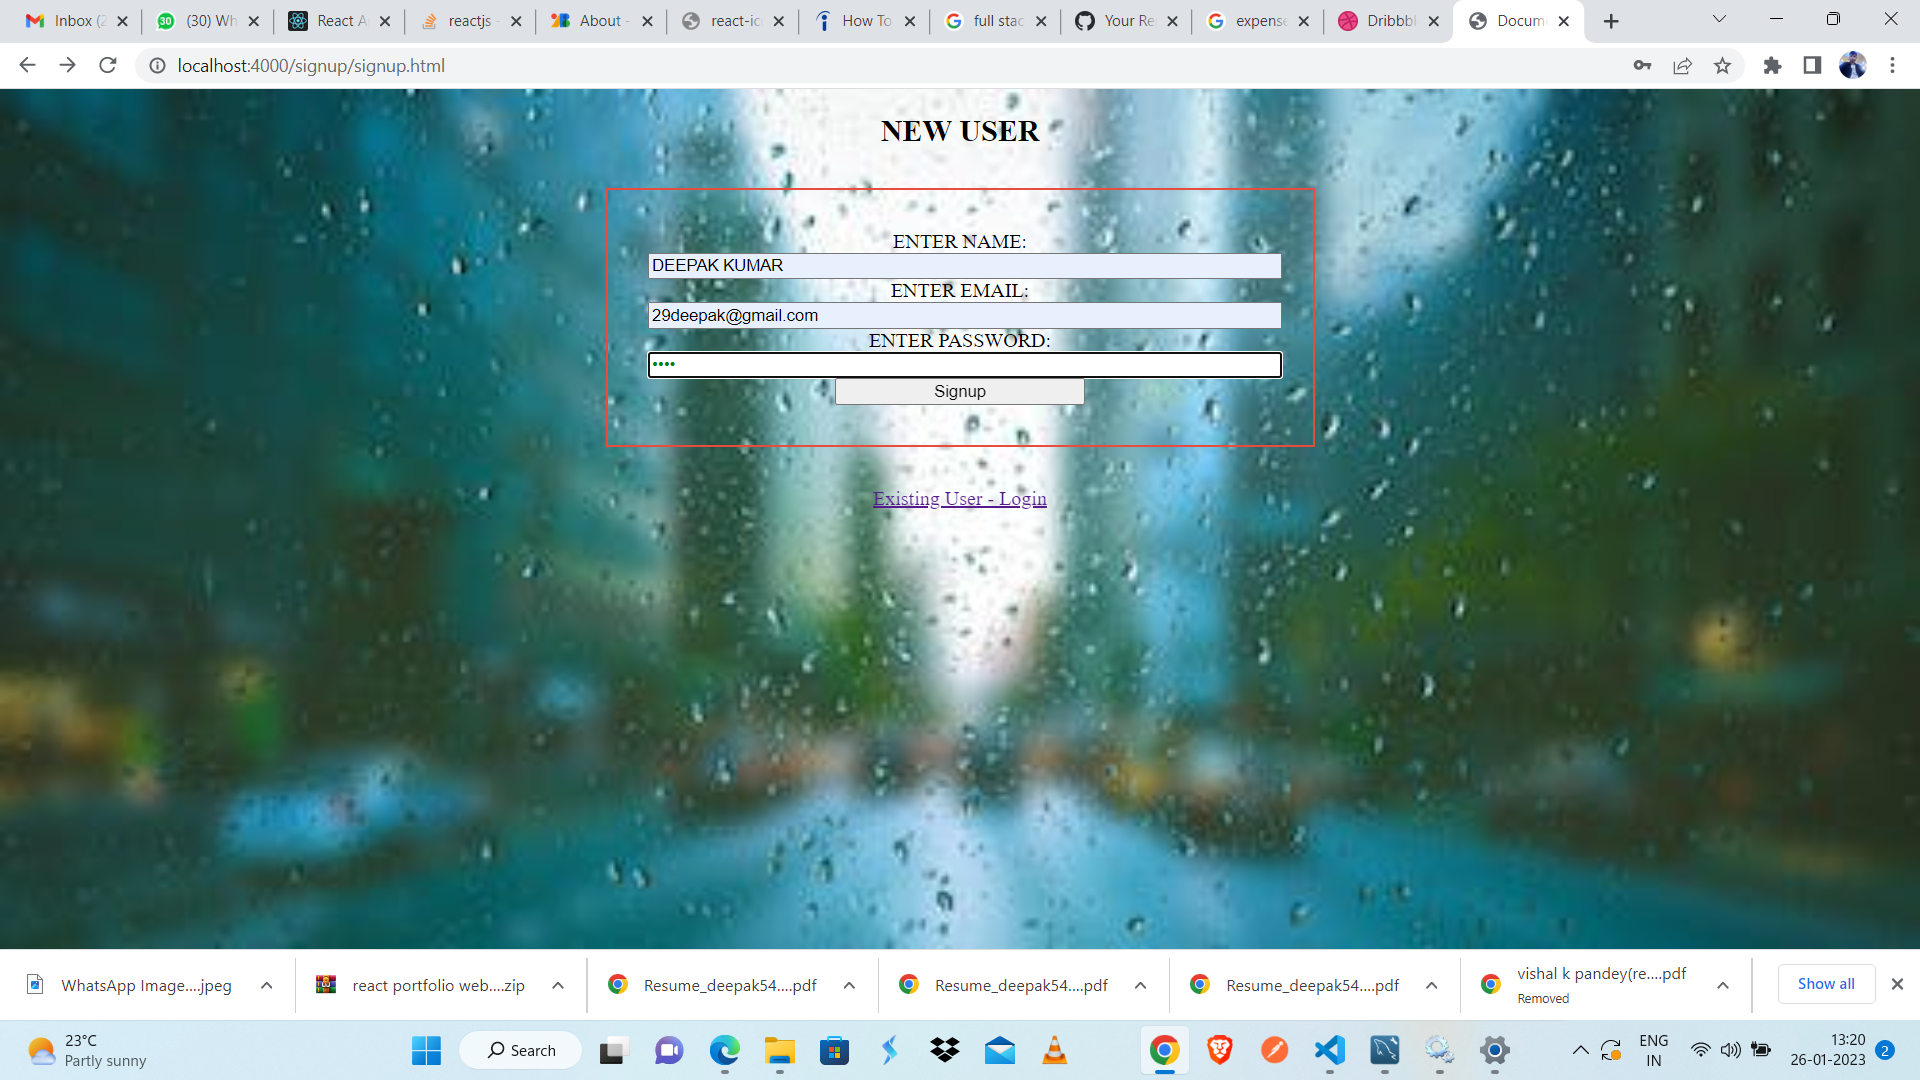 Inbox (2
(30) Wh
React A
reactjs -
About -
react-ic
How To
full stac
Your Re
expense
Dribbbl
Docum
localhost:4000/signup/signup.html
NEW USER
ENTER NAME:
DEEPAK KUMAR
ENTER EMAIL:
29deepak@gmail.com
ENTER PASSWORD:
••••
Signup
Existing User - Login
WhatsApp Image....jpeg
react portfolio web....zip
Resume_deepak54....pdf
Resume_deepak54....pdf
Resume_deepak54....pdf
vishal k pandey(re....pdf
Removed
Show all
23°C
Partly sunny
Search
ENG
IN
13:20
26-01-2023
2